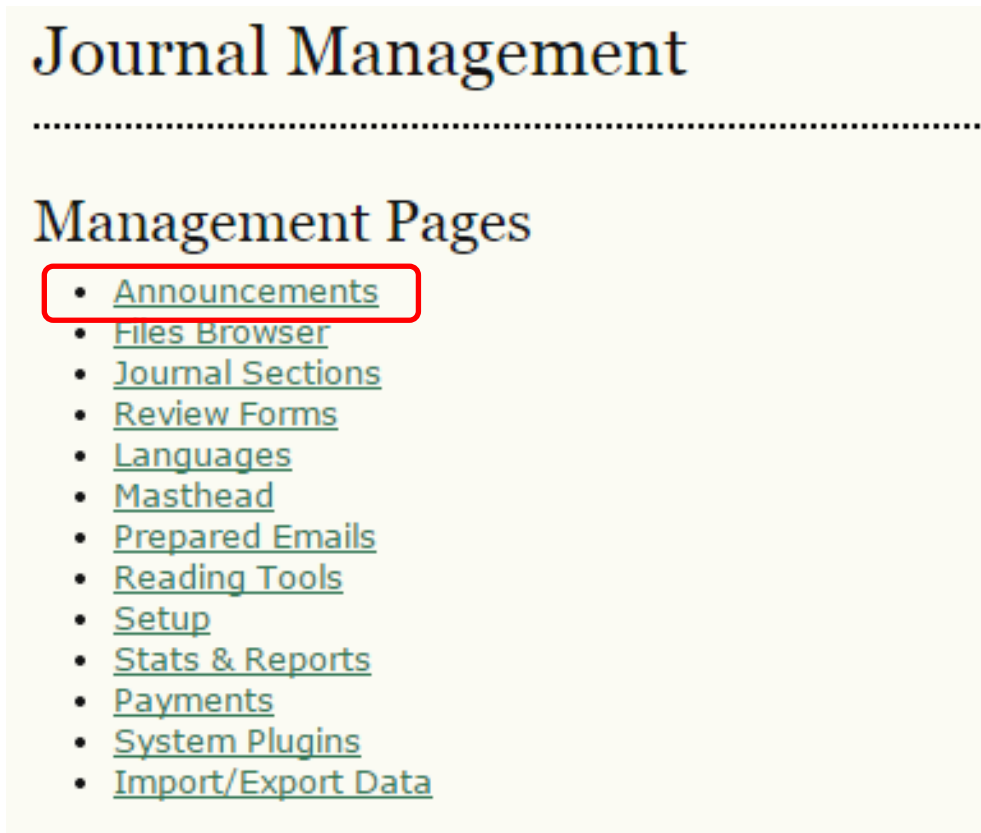 Journal Management
Management Pages
• Announcements
• Files Browser
• Journal Sections
• Review Forms
• Languages
• Masthead
• Prepared Emails
• Reading Tools
• Setup
• Stats & Reports
• Payments
• System Plugins
• Import/Export Data